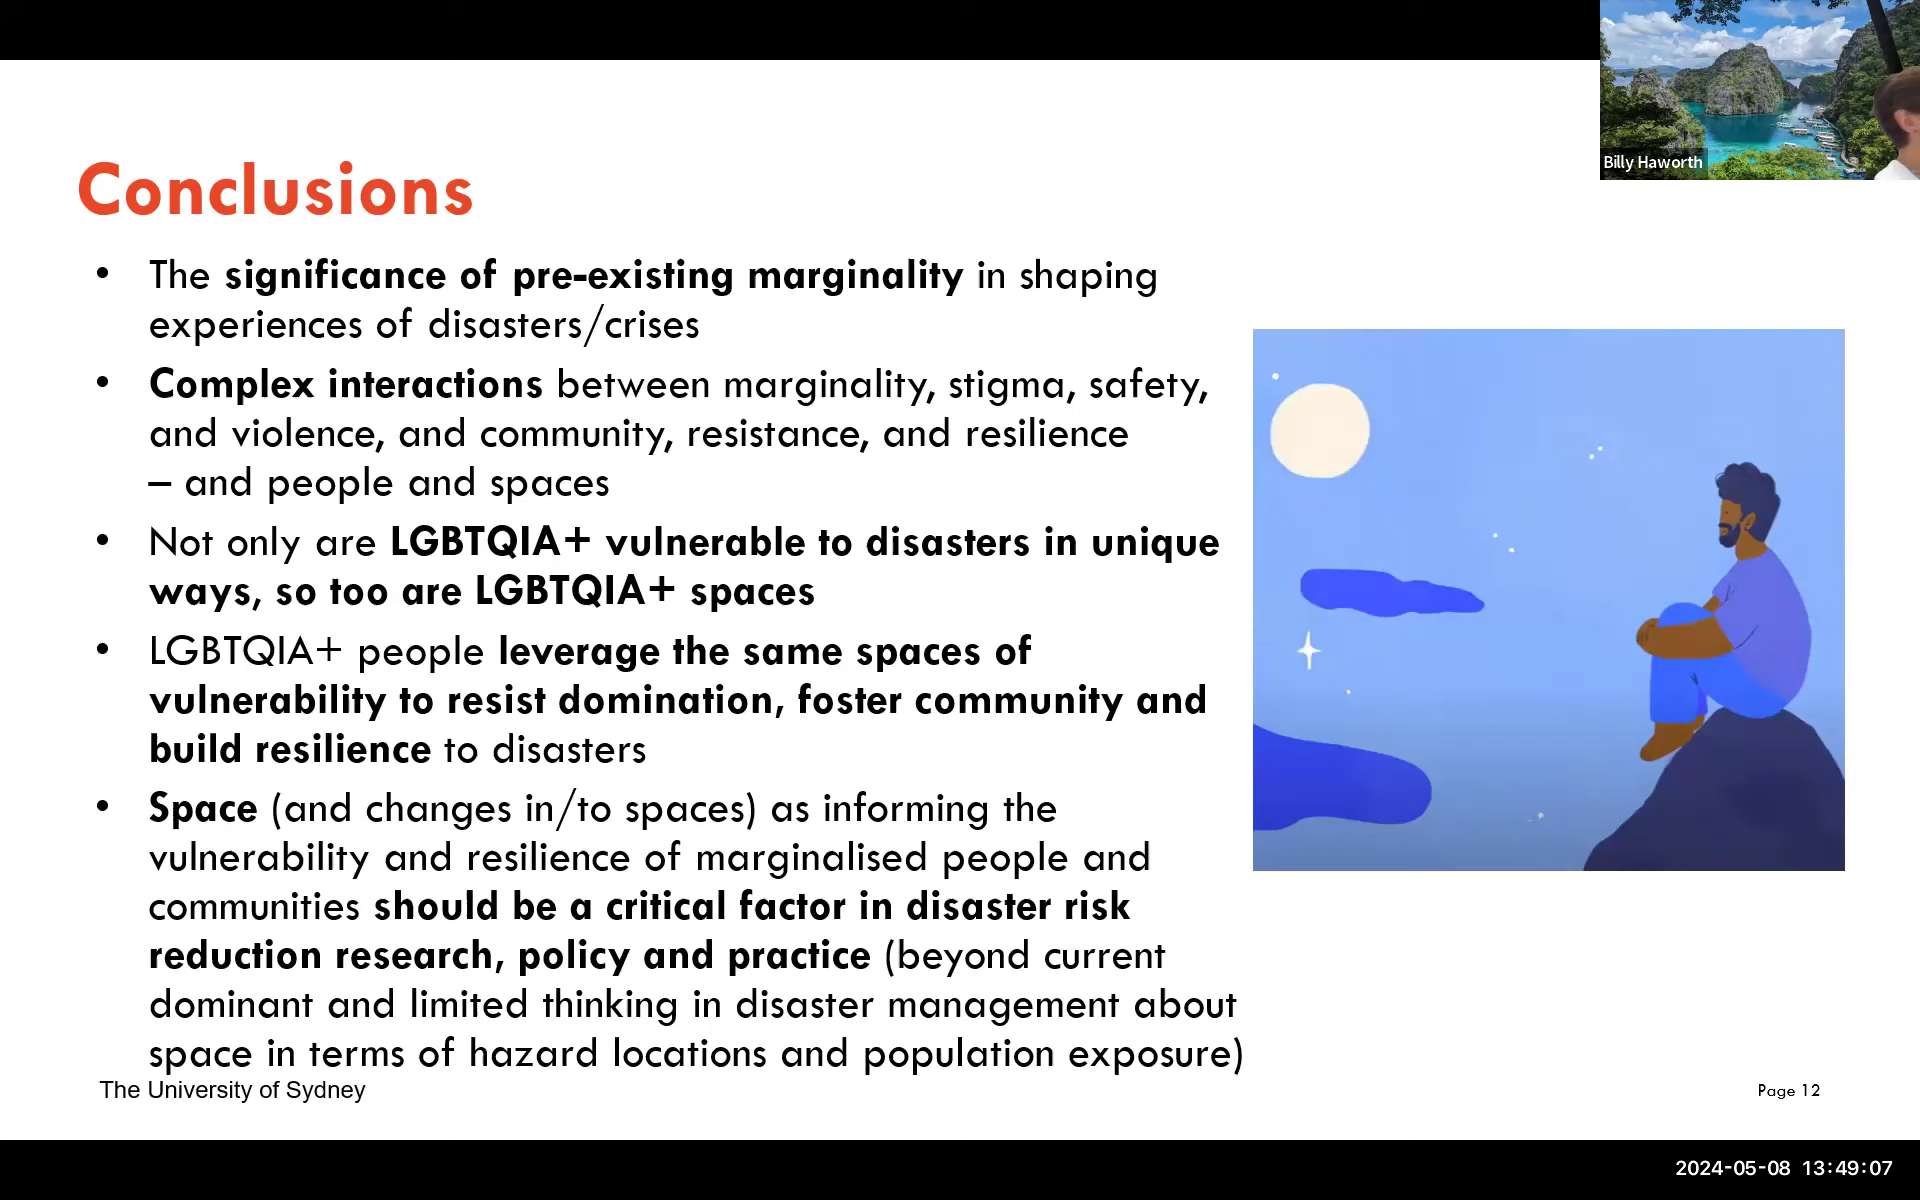 Billy Haworth
Conclusions
• The significance of pre-existing marginality in shaping
experiences of disasters/crises
• Complex interactions between marginality, stigma, safety,
and violence, and community, resistance, and resilience
– and people and spaces
• Not only are LGBTQIA+ vulnerable to disasters in unique
ways, so too are LGBTQIA+ spaces
• LGBTQIA+ people leverage the same spaces of
vulnerability to resist domination, foster community and
build resilience to disasters
• Space (and changes in/to spaces) as informing the
vulnerability and resilience of marginalised people and
communities should be a critical factor in disaster risk
reduction research, policy and practice (beyond current
dominant and limited thinking in disaster management about
space in terms of hazard locations and population exposure)
The University of Sydney
Page 12
2024-05-08 13:49:07